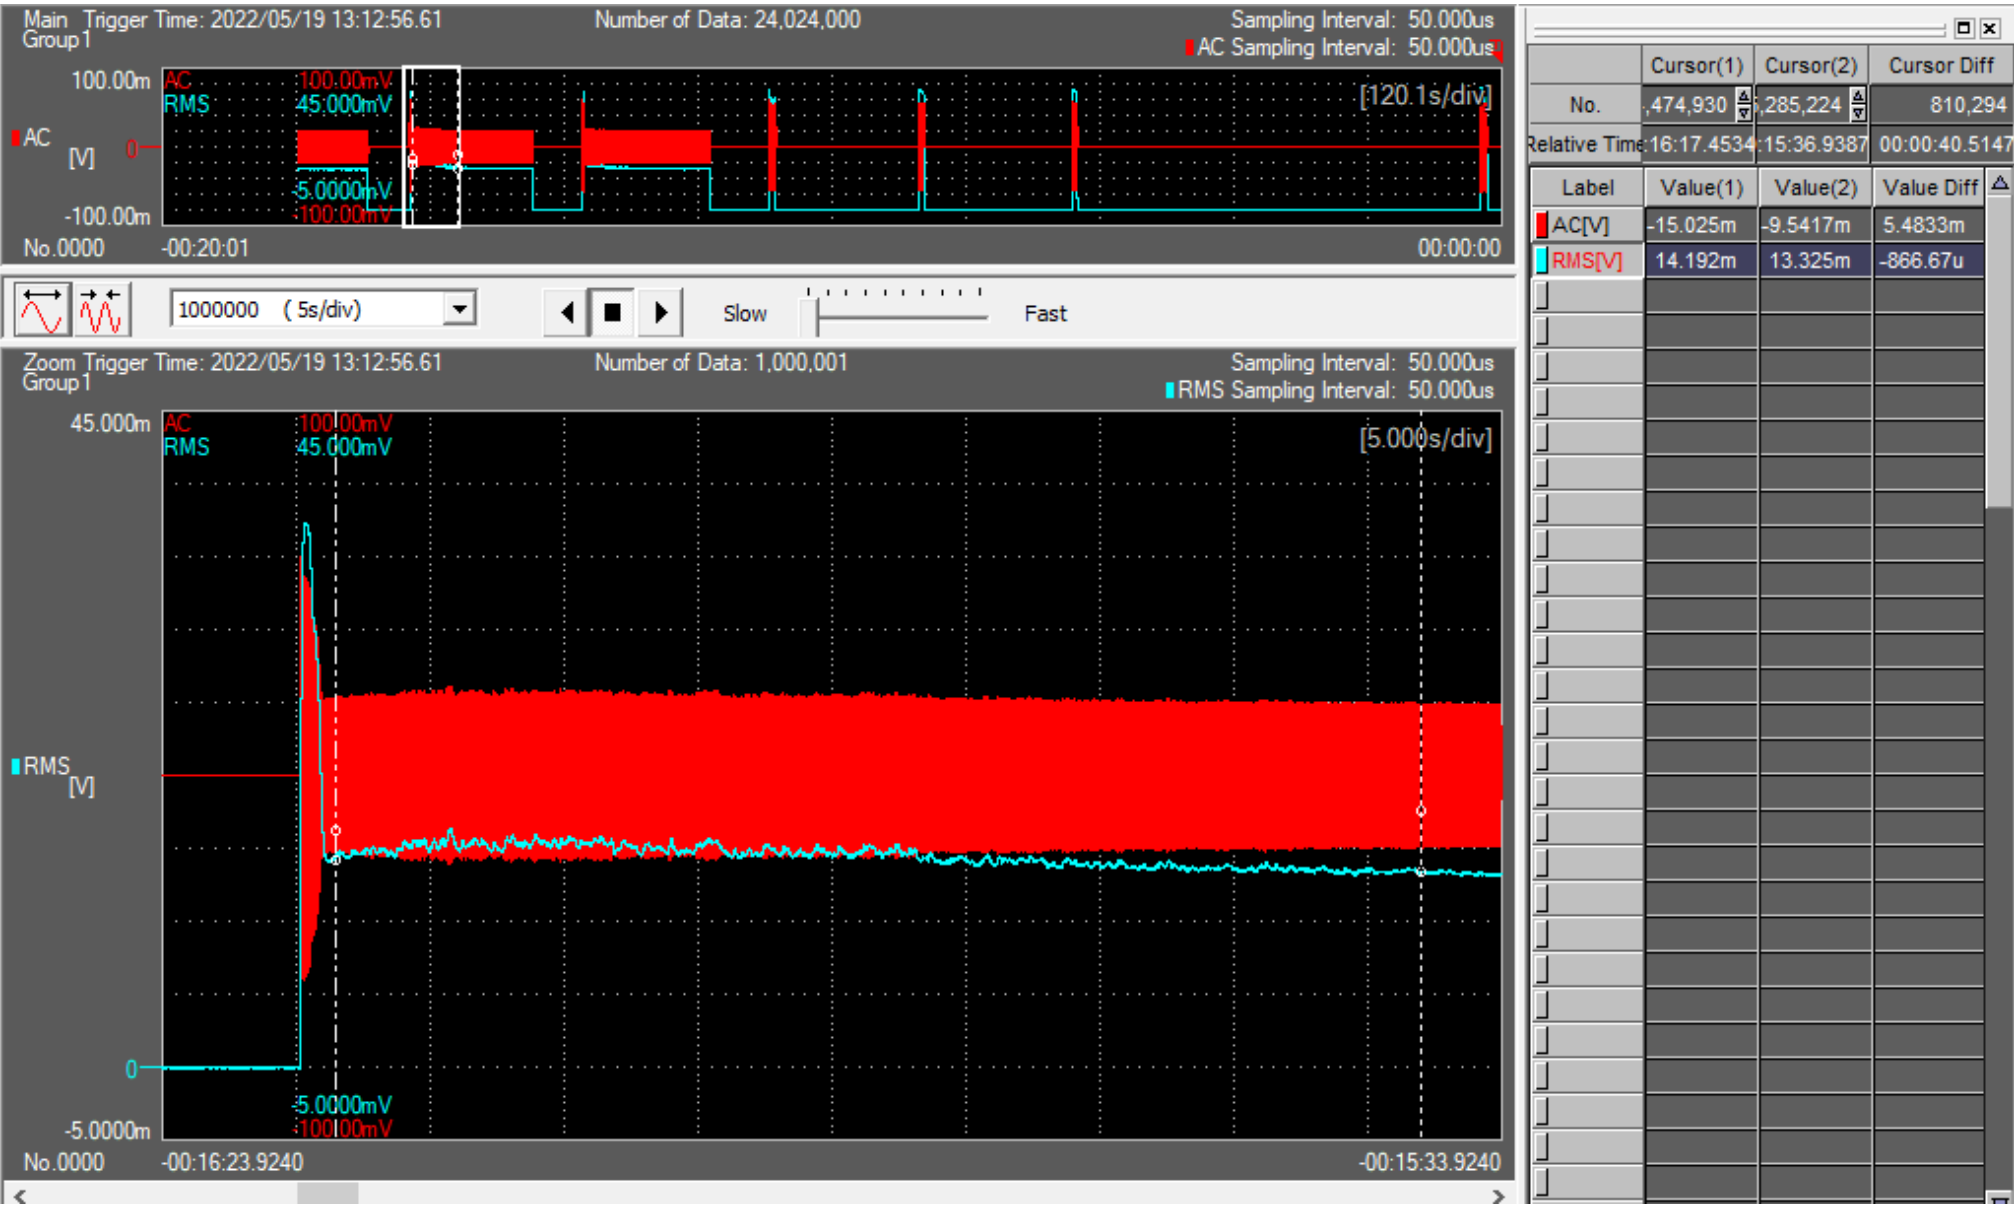 Main Trigger Time: 2022/05/19 13:12:56.61 Number of Data: 24,024,000 Sampling Interval: 50.000us
Group1 AC Sampling Interval: 50.000us
100.00m AC 100.00mV
RMS 45.000mV [120.1s/div]
AC
[V] 0
-5.0000mV
-100.00m -100.00mV
No.0000 -00:20:01 00:00:00
1000000 ( 5s/div) Slow Fast
Zoom Trigger Time: 2022/05/19 13:12:56.61 Number of Data: 1,000,001 Sampling Interval: 50.000us
Group1 RMS Sampling Interval: 50.000us
45.000m AC 100.00mV
RMS 45.000mV [5.000s/div]
RMS
[V]
0
-5.0000mV
-5.0000m -100.00mV
No.0000 -00:16:23.9240 -00:15:33.9240
Cursor(1) Cursor(2) Cursor Diff
No. ,474,930 ,285,224 810,294
Relative Time :16:17.4534 :15:36.9387 00:00:40.5147
Label Value(1) Value(2) Value Diff
AC[V] -15.025m -9.5417m 5.4833m
RMS[V] 14.192m 13.325m -866.67u